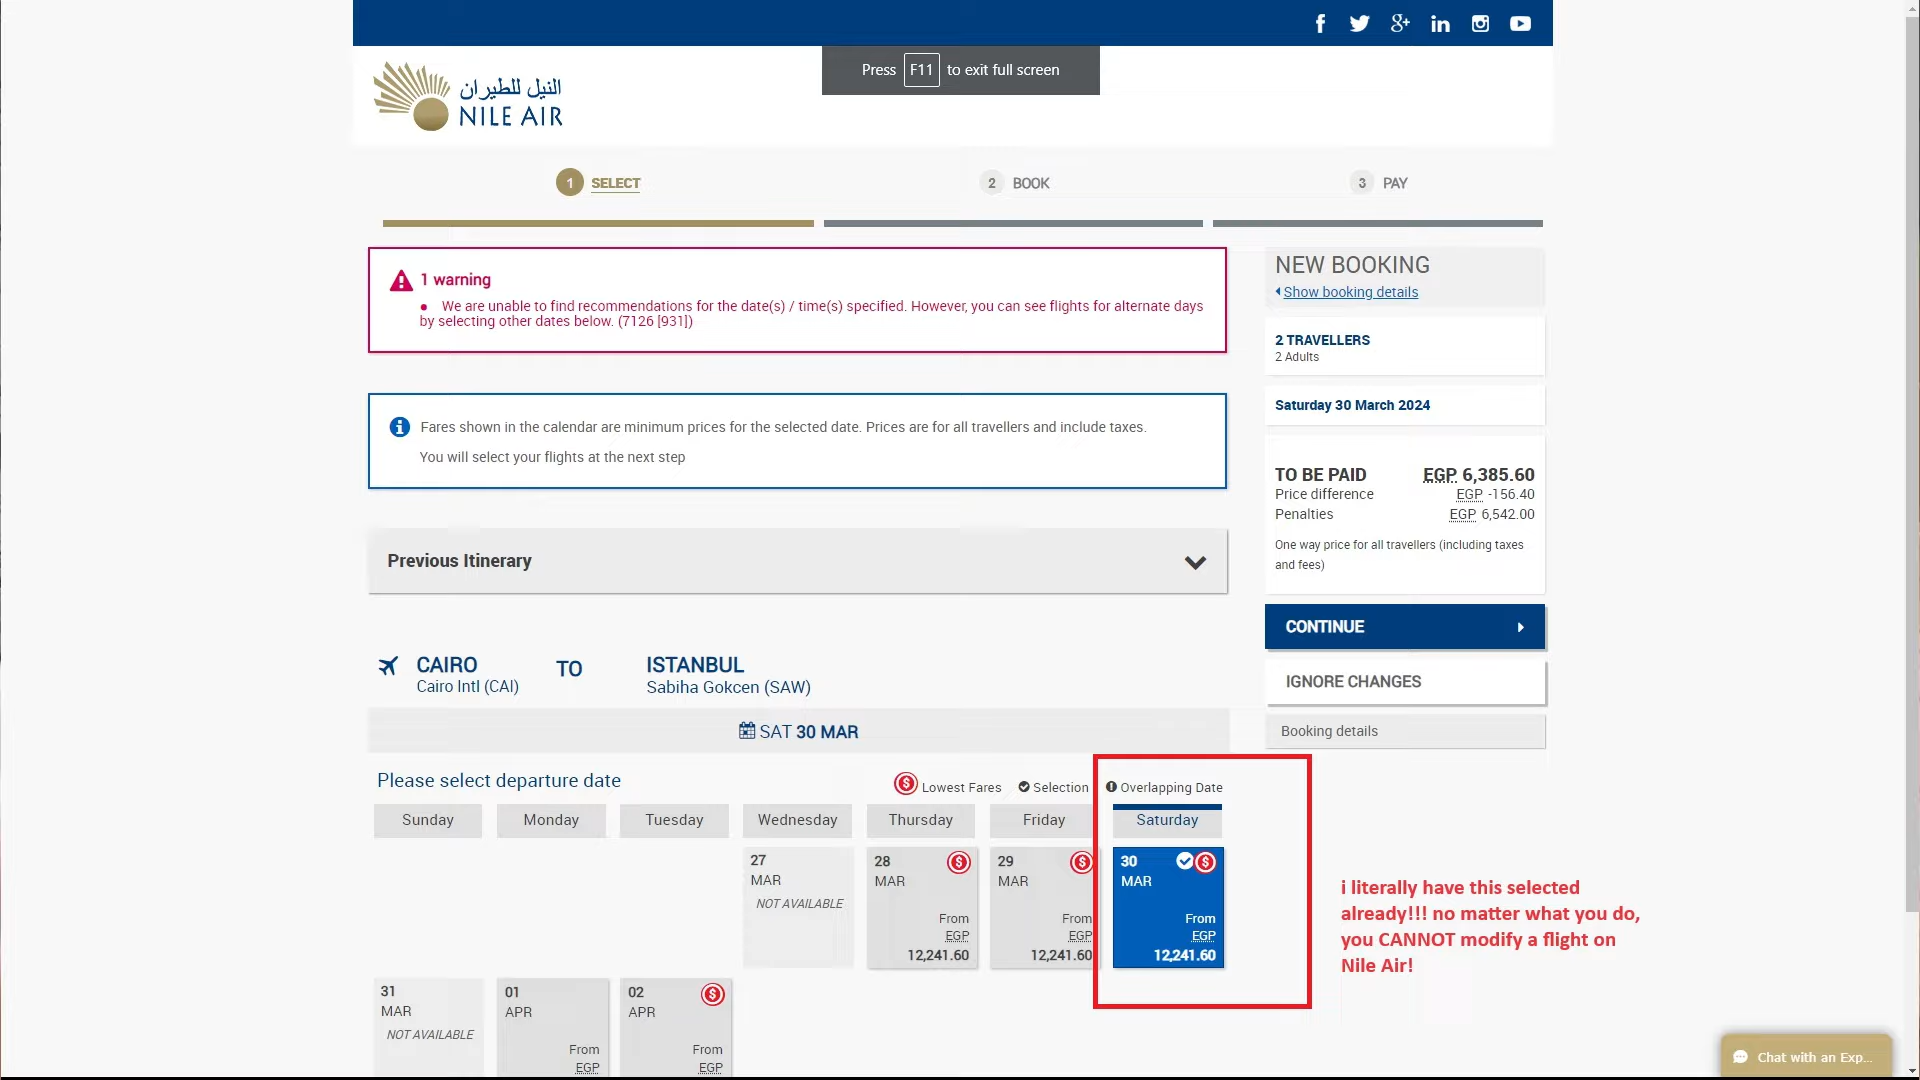 Press F11 to exit full screen
النيل للطيران
NILE AIR
1 SELECT
2 BOOK
3 PAY
1 warning
We are unable to find recommendations for the date(s) / time(s) specified. However, you can see flights for alternate days
by selecting other dates below. (7126 [931])
Fares shown in the calendar are minimum prices for the selected date. Prices are for all travellers and include taxes.
You will select your flights at the next step
Previous Itinerary
NEW BOOKING
Show booking details
2 TRAVELLERS
2 Adults
Saturday 30 March 2024
TO BE PAID EGP 6,385.60
Price difference EGP -156.40
Penalties EGP 6,542.00
One way price for all travellers (including taxes
and fees)
CONTINUE
IGNORE CHANGES
Booking details
CAIRO TO ISTANBUL
Cairo Intl (CAI) Sabiha Gokcen (SAW)
SAT 30 MAR
Please select departure date
Lowest Fares Selection Overlapping Date
Sunday Monday Tuesday Wednesday Thursday Friday Saturday
27
MAR
NOT AVAILABLE
28
MAR
From
EGP
12,241.60
29
MAR
From
EGP
12,241.60
30
MAR
From
EGP
12,241.60
i literally have this selected
already!!! no matter what you do,
you CANNOT modify a flight on
Nile Air!
31
MAR
NOT AVAILABLE
01
APR
From
EGP
02
APR
From
EGP
Chat with an Exp...